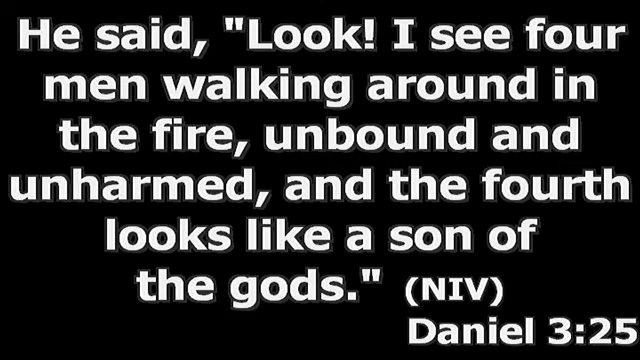 He said, "Look! I see four
men walking around in
the fire, unbound and
unharmed, and the fourth
looks like a son of
the gods." (NIV)
Daniel 3:25